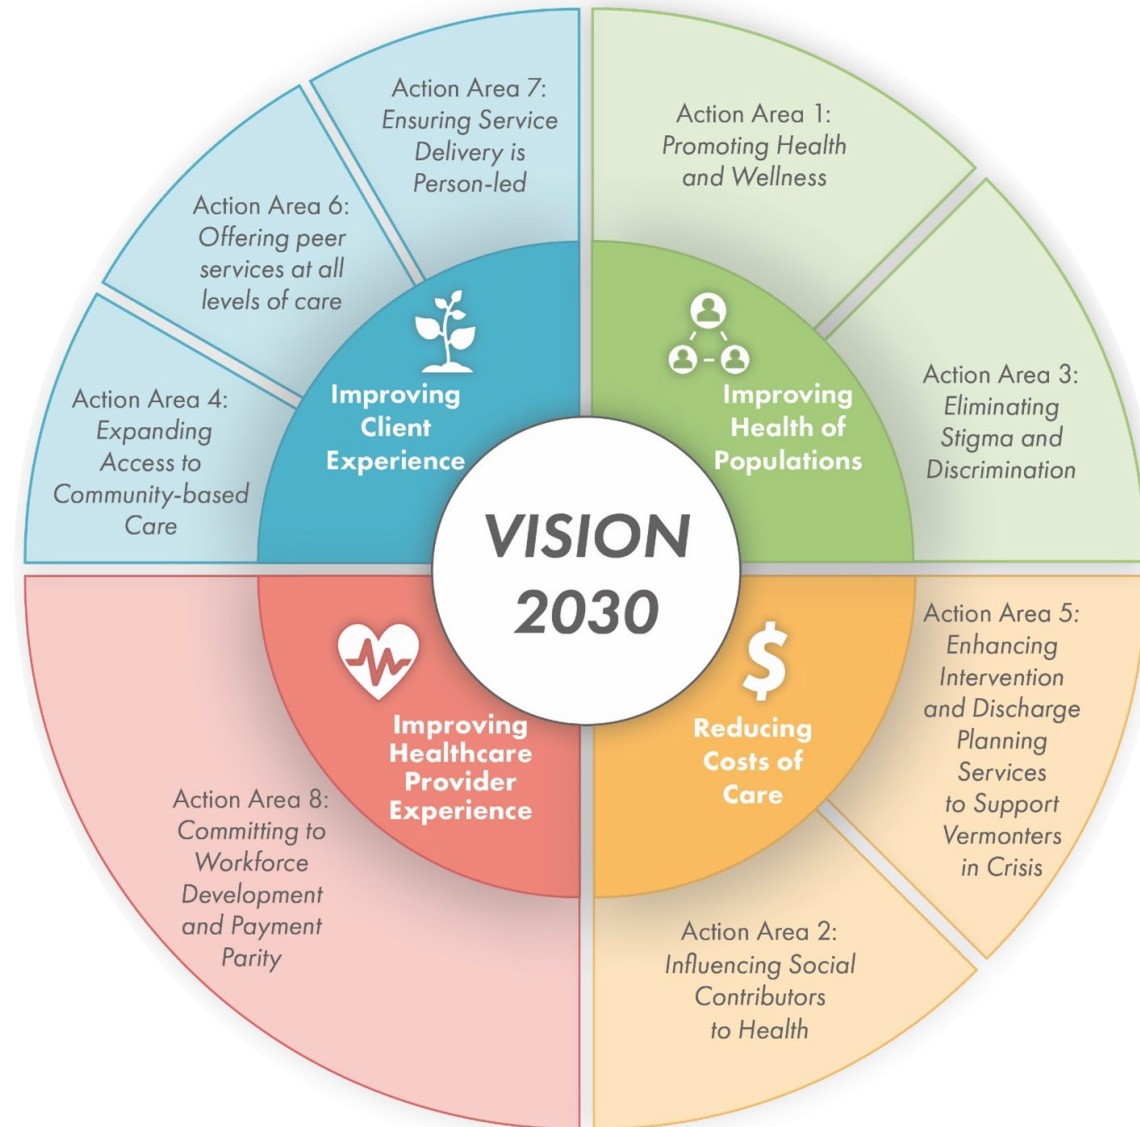 Action Area 7:
Ensuring Service
Delivery is
Person-led
Action Area 1:
Promoting Health
and Wellness
Action Area 6:
Offering peer
services at all
levels of care
Action Area 3:
Eliminating
Stigma and
Discrimination
Action Area 4:
Expanding
Access to
Community-based
Care
Improving
Client
Experience
Improving
Health of
Populations
VISION
2030
Improving
Healthcare
Provider
Experience
Reducing
Costs of
Care
Action Area 5:
Enhancing
Intervention
and Discharge
Planning
Services
to Support
Vermonters
in Crisis
Action Area 8:
Committing to
Workforce
Development
and Payment
Parity
Action Area 2:
Influencing Social
Contributors
to Health